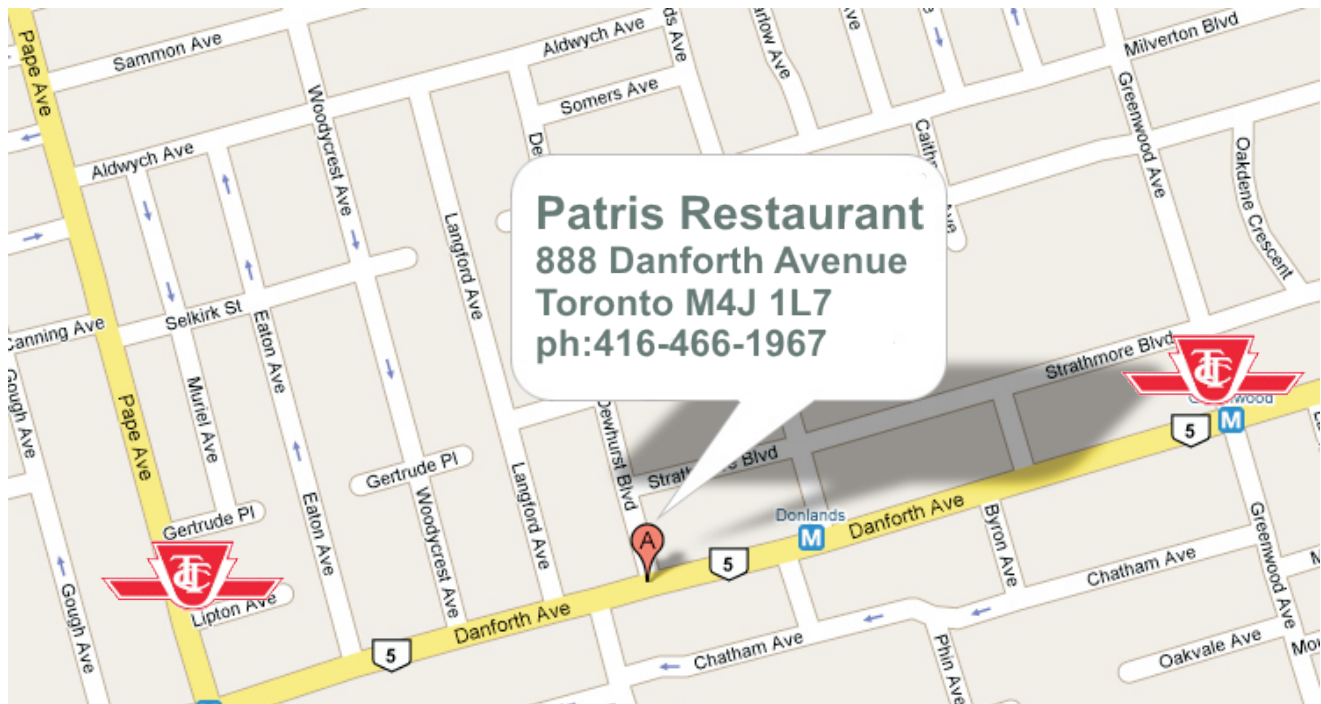 Pape Ave
Sammon Ave
Aldwych Ave
Somers Ave
Milverton Blvd
Woodycrest Ave
Greenwood Ave
Oakdene Crescent
Aldwych Ave
Langford Ave
Patris Restaurant
888 Danforth Avenue
Toronto M4J 1L7
ph:416-466-1967
Selkirk St
Eaton Ave
Gough Ave
Muriel Ave
Pape Ave
Strathmore Blvd
TTC
5
M
Dewhurst Blvd
Gertrude Pl
Langford Ave
Woodycrest Ave
Eaton Ave
Donlands
M
Danforth Ave
Byron Ave
Greenwood Ave
Gertrude Pl
TTC
A
5
Chatham Ave
Lipton Ave
Gough Ave
Danforth Ave
5
Chatham Ave
Phin Ave
Oakvale Ave